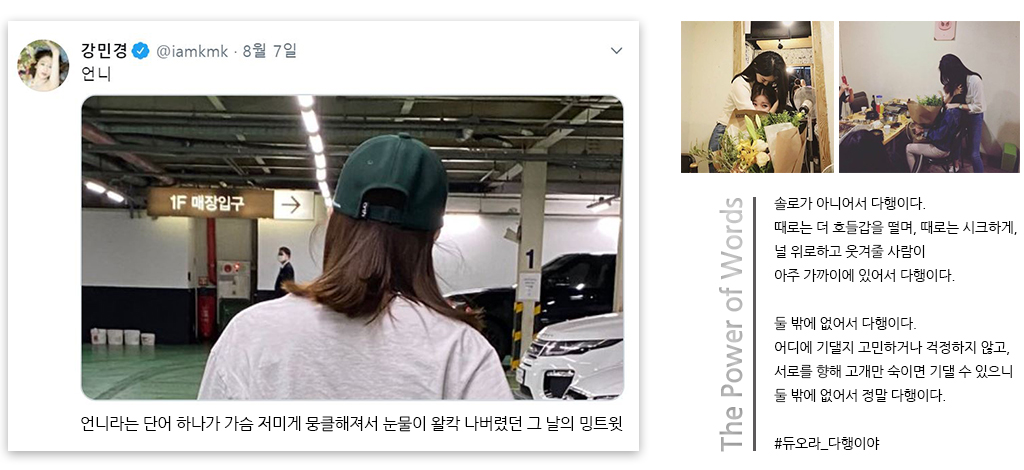 강민경 @iamkmk · 8월 7일
언니
1F 매장입구
1
언니라는 단어 하나가 가슴 저미게 뭉클해져서 눈물이 왈칵 나버렸던 그 날의 밍트윗
The Power of Words
솔로가 아니어서 다행이다.
때로는 더 호들갑을 떨며, 때로는 시크하게,
널 위로하고 웃겨줄 사람이
아주 가까이에 있어서 다행이다.
둘 밖에 없어서 다행이다.
어디에 기댈지 고민하거나 걱정하지 않고,
서로를 향해 고개만 숙이면 기댈 수 있으니
둘 밖에 없어서 정말 다행이다.
#듀오라_다행이야